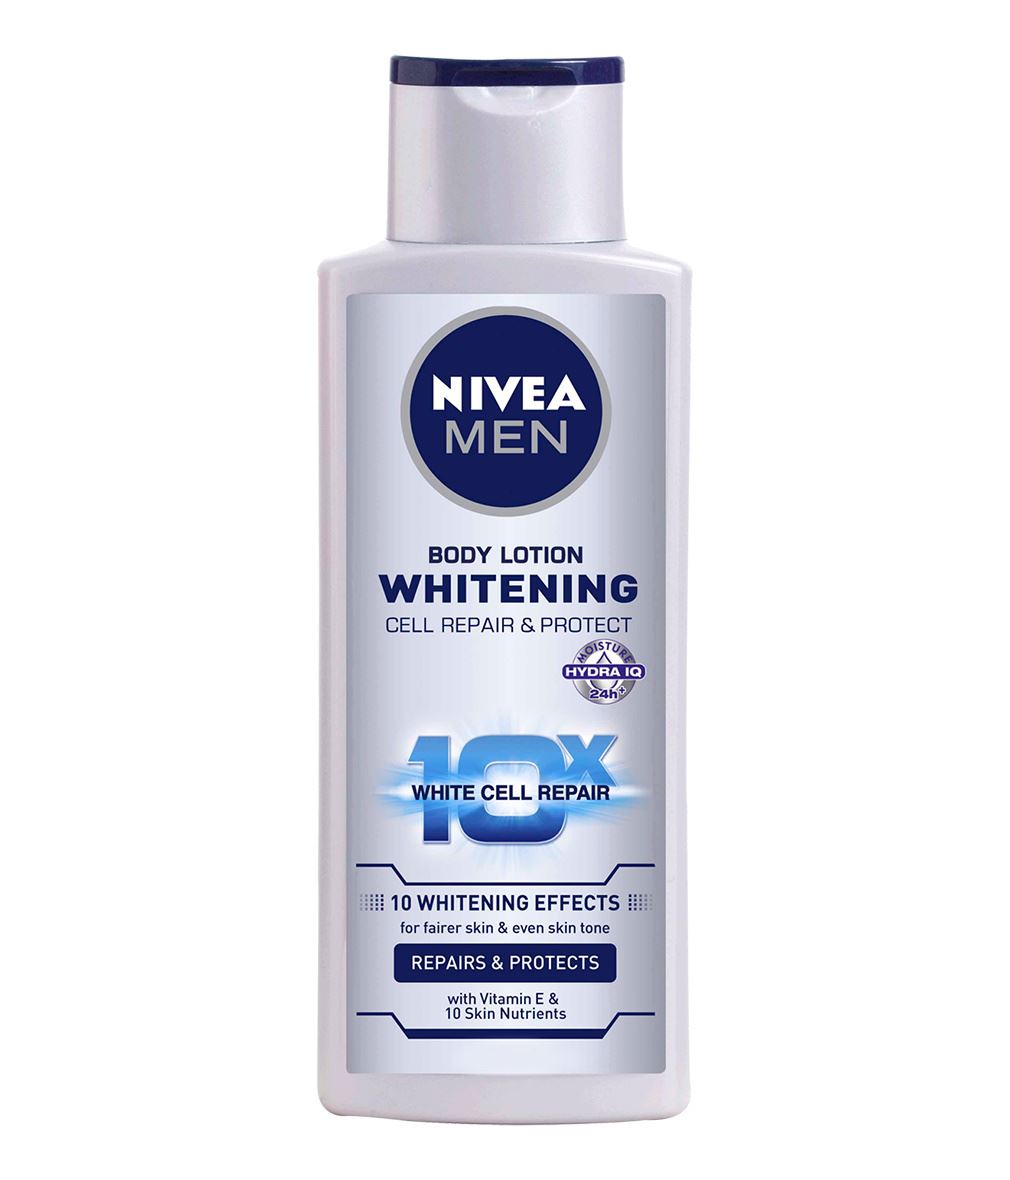 NIVEA
MEN
BODY LOTION
WHITENING
CELL REPAIR & PROTECT
MOISTURE
HYDRA IQ
24h+
10X
WHITE CELL REPAIR
10 WHITENING EFFECTS
for fairer skin & even skin tone
REPAIRS & PROTECTS
with Vitamin E &
10 Skin Nutrients